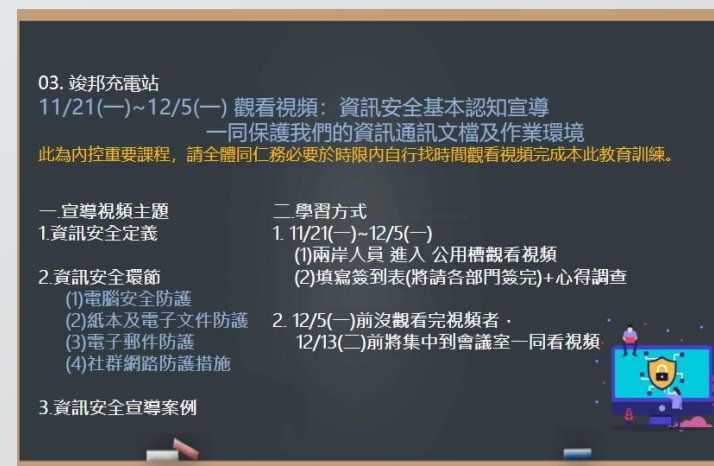 03. 竣邦充電站
11/21(一)~12/5(一) 觀看視頻：資訊安全基本認知宣導
一同保護我們的資訊通訊文檔及作業環境
此為內控重要課程，請全體同仁務必要於時限內自行找時間觀看視頻完成本此教育訓練。
一.宣導視頻主題
1.資訊安全定義
2.資訊安全環節
(1)電腦安全防護
(2)紙本及電子文件防護
(3)電子郵件防護
(4)社群網路防護措施
3.資訊安全宣導案例
二.學習方式
1. 11/21(一)~12/5(一)
(1)兩岸人員 進入 公用槽觀看視頻
(2)填寫簽到表(將請各部門簽完)+心得調查
2. 12/5(一)前沒觀看完視頻者，
12/13(二)前將集中到會議室一同看視頻